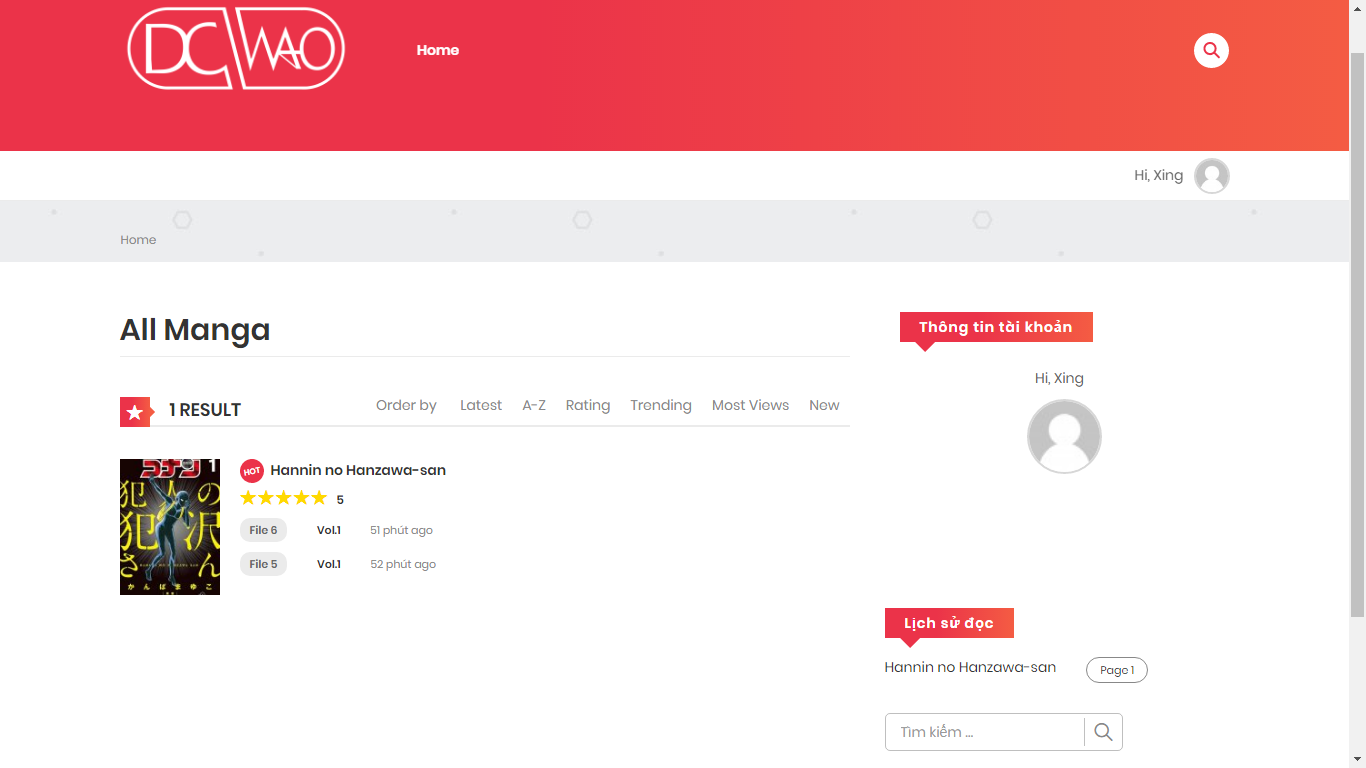 DC WAO
Home
Hi, Xing
Home
All Manga
Thông tin tài khoản
Hi, Xing
1 RESULT
Order by Latest A-Z Rating Trending Most Views New
コナン 1
犯人の
犯沢
さん
かんばまゆこ
HOT Hannin no Hanzawa-san
5
File 6 Vol.1 51 phút ago
File 5 Vol.1 52 phút ago
Lịch sử đọc
Hannin no Hanzawa-san Page 1
Tìm kiếm ...